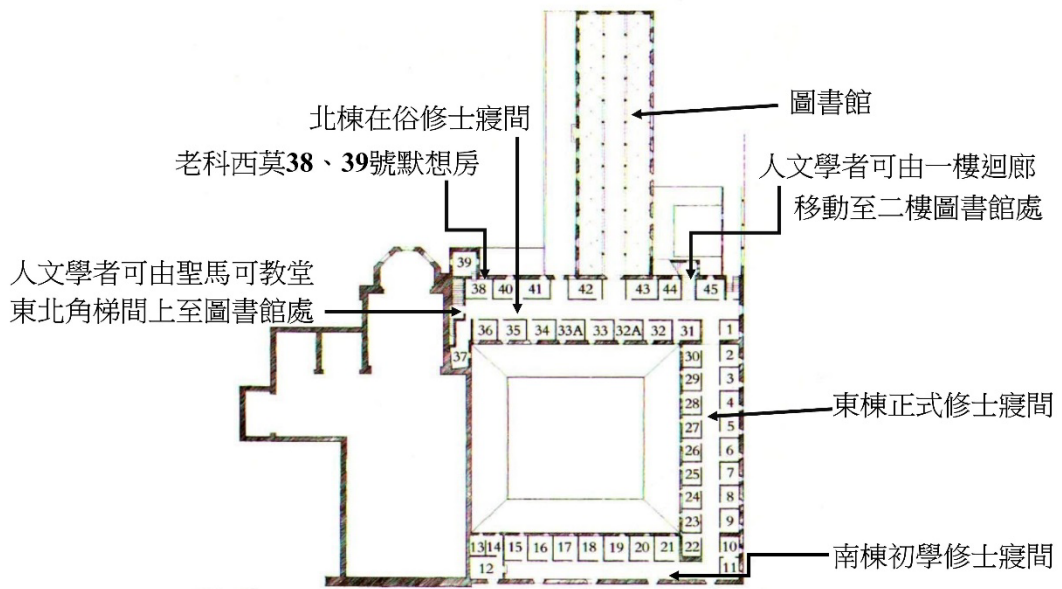 圖書館
北棟在俗修士寢間
老科西莫38、39號默想房
人文學者可由一樓迴廊
移動至二樓圖書館處
人文學者可由聖馬可教堂
東北角梯間上至圖書館處
39
38 40 41 42 43 44 45
36 35 34 33A 33 32A 32 31 1
37
30 2
29 3
28 4
東棟正式修士寢間
27 5
26 6
25 7
24 8
23 9
13 14 15 16 17 18 19 20 21 22 10
12 11
南棟初學修士寢間